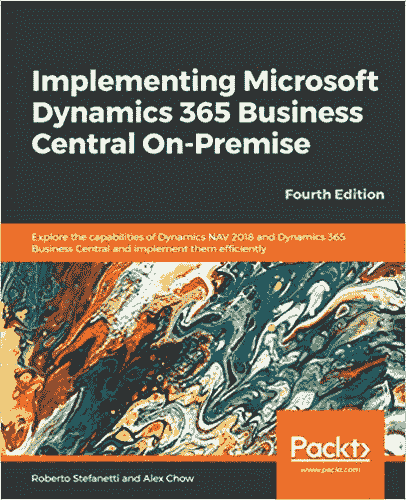 Implementing Microsoft
Dynamics 365 Business
Central On-Premise
Fourth Edition
Explore the capabilities of Dynamics NAV 2018 and Dynamics 365
Business Central and implement them efficiently
Packt>
www.packt.com
Roberto Stefanetti and Alex Chow